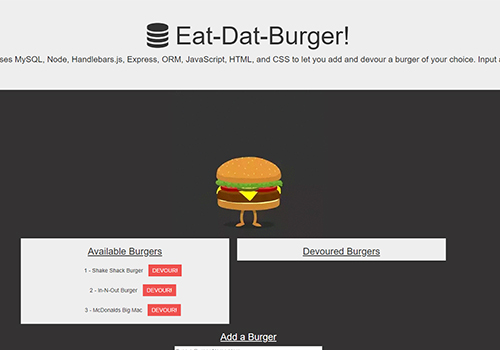 Eat-Dat-Burger!
ses MySQL, Node, Handlebars.js, Express, ORM, JavaScript, HTML, and CSS to let you add and devour a burger of your choice. Input a
Available Burgers
Devoured Burgers
1 - Shake Shack Burger DEVOUR!
2 - In-N-Out Burger DEVOUR!
3 - McDonalds Big Mac DEVOUR!
Add a Burger